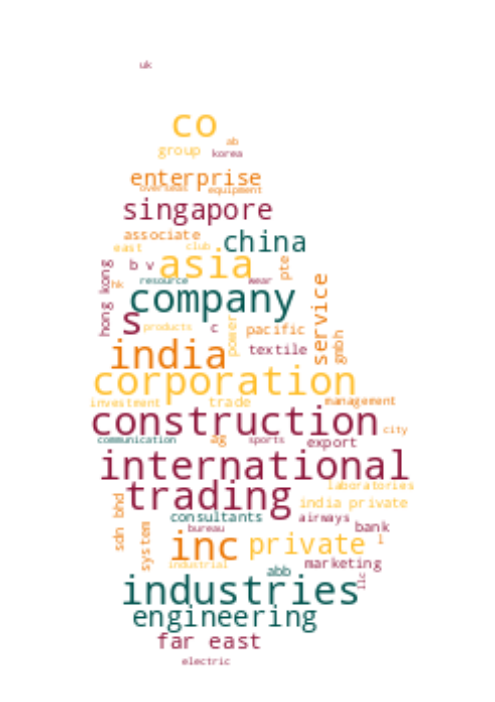 uk
co
ab
group korea
enterprise
overseas equipment
singapore
associate
china
east club
b v asia pte
hong kong
hk resource wear
company
s
products c power pacific service gmbh
india textile
corporation
investment trade management
construction city
communication ag sports export
international
laboratories
trading india private
sdn bhd consultants airways
system bureau bank
inc private l
industrial marketing
abb llc
industries
engineering
far east
electric